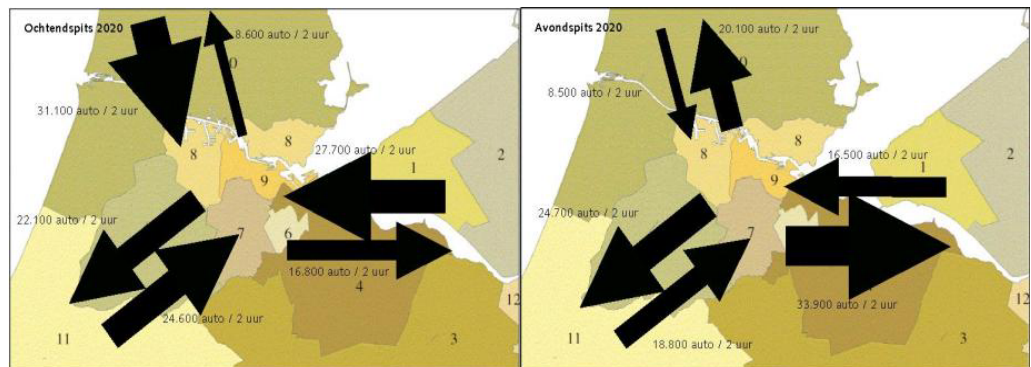 Ochtendspits 2020
8.600 auto / 2 uur
0
31.100 auto / 2 uur
8
8
27.700 auto / 2 uur
1
2
9
22.100 auto / 2 uur
7
6
16.800 auto / 2 uur
4
24.600 auto / 2 uur
11
3
12
Avondspits 2020
20.100 auto / 2 uur
0
8.500 auto / 2 uur
8
8
16.500 auto / 2 uur
1
2
9
24.700 auto / 2 uur
7
33.900 auto / 2 uur
18.800 auto / 2 uur
11
3
12